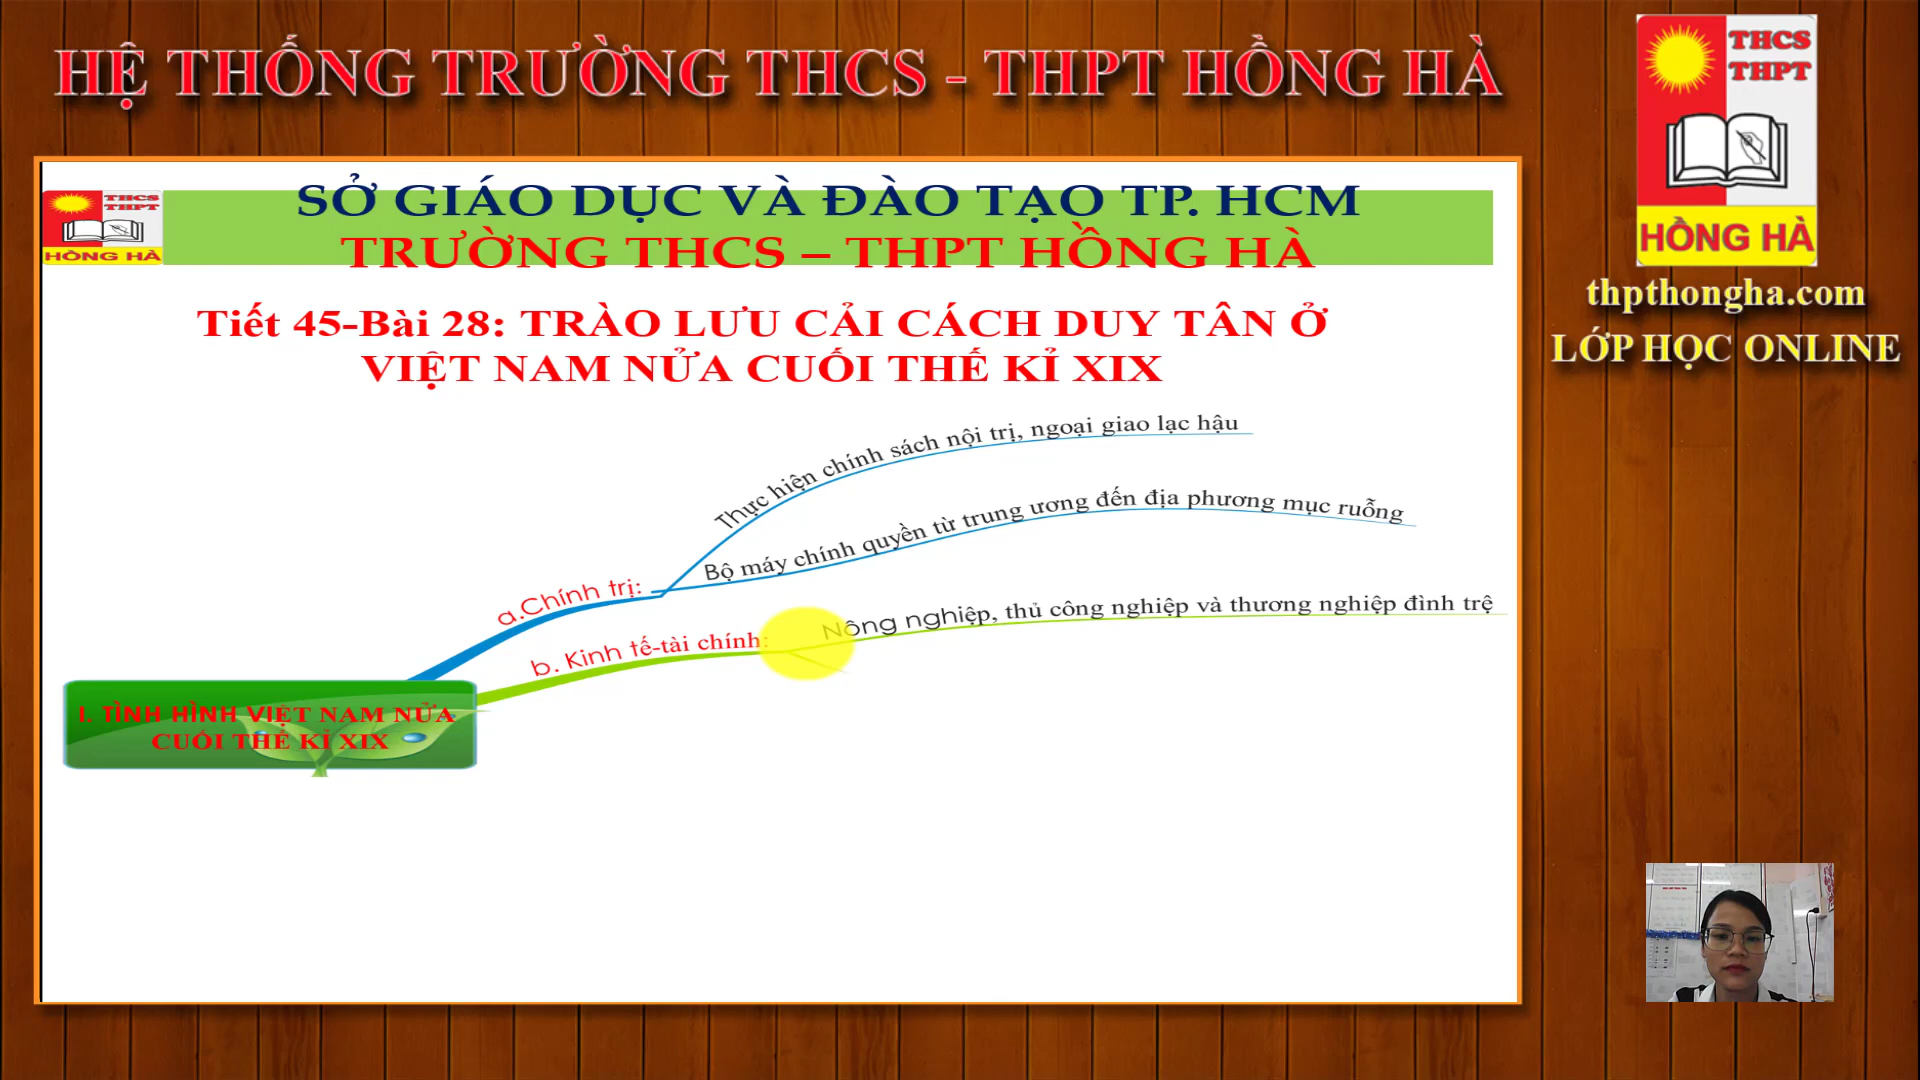 HỆ THỐNG TRƯỜNG THCS - THPT HỒNG HÀ
THCS
THPT
HỒNG HÀ
thpthongha.com
LỚP HỌC ONLINE
THCS
THPT
HỒNG HÀ
SỞ GIÁO DỤC VÀ ĐÀO TẠO TP. HCM
TRƯỜNG THCS – THPT HỒNG HÀ
Tiết 45-Bài 28: TRÀO LƯU CẢI CÁCH DUY TÂN Ở
VIỆT NAM NỬA CUỐI THẾ KỈ XIX
Thực hiện chính sách nội trị, ngoại giao lạc hậu
Bộ máy chính quyền từ trung ương đến địa phương mục ruỗng
a.Chính trị:
Nông nghiệp, thủ công nghiệp và thương nghiệp đình trệ
b. Kinh tế-tài chính:
I. TÌNH HÌNH VIỆT NAM NỬA
CUỐI THẾ KỈ XIX